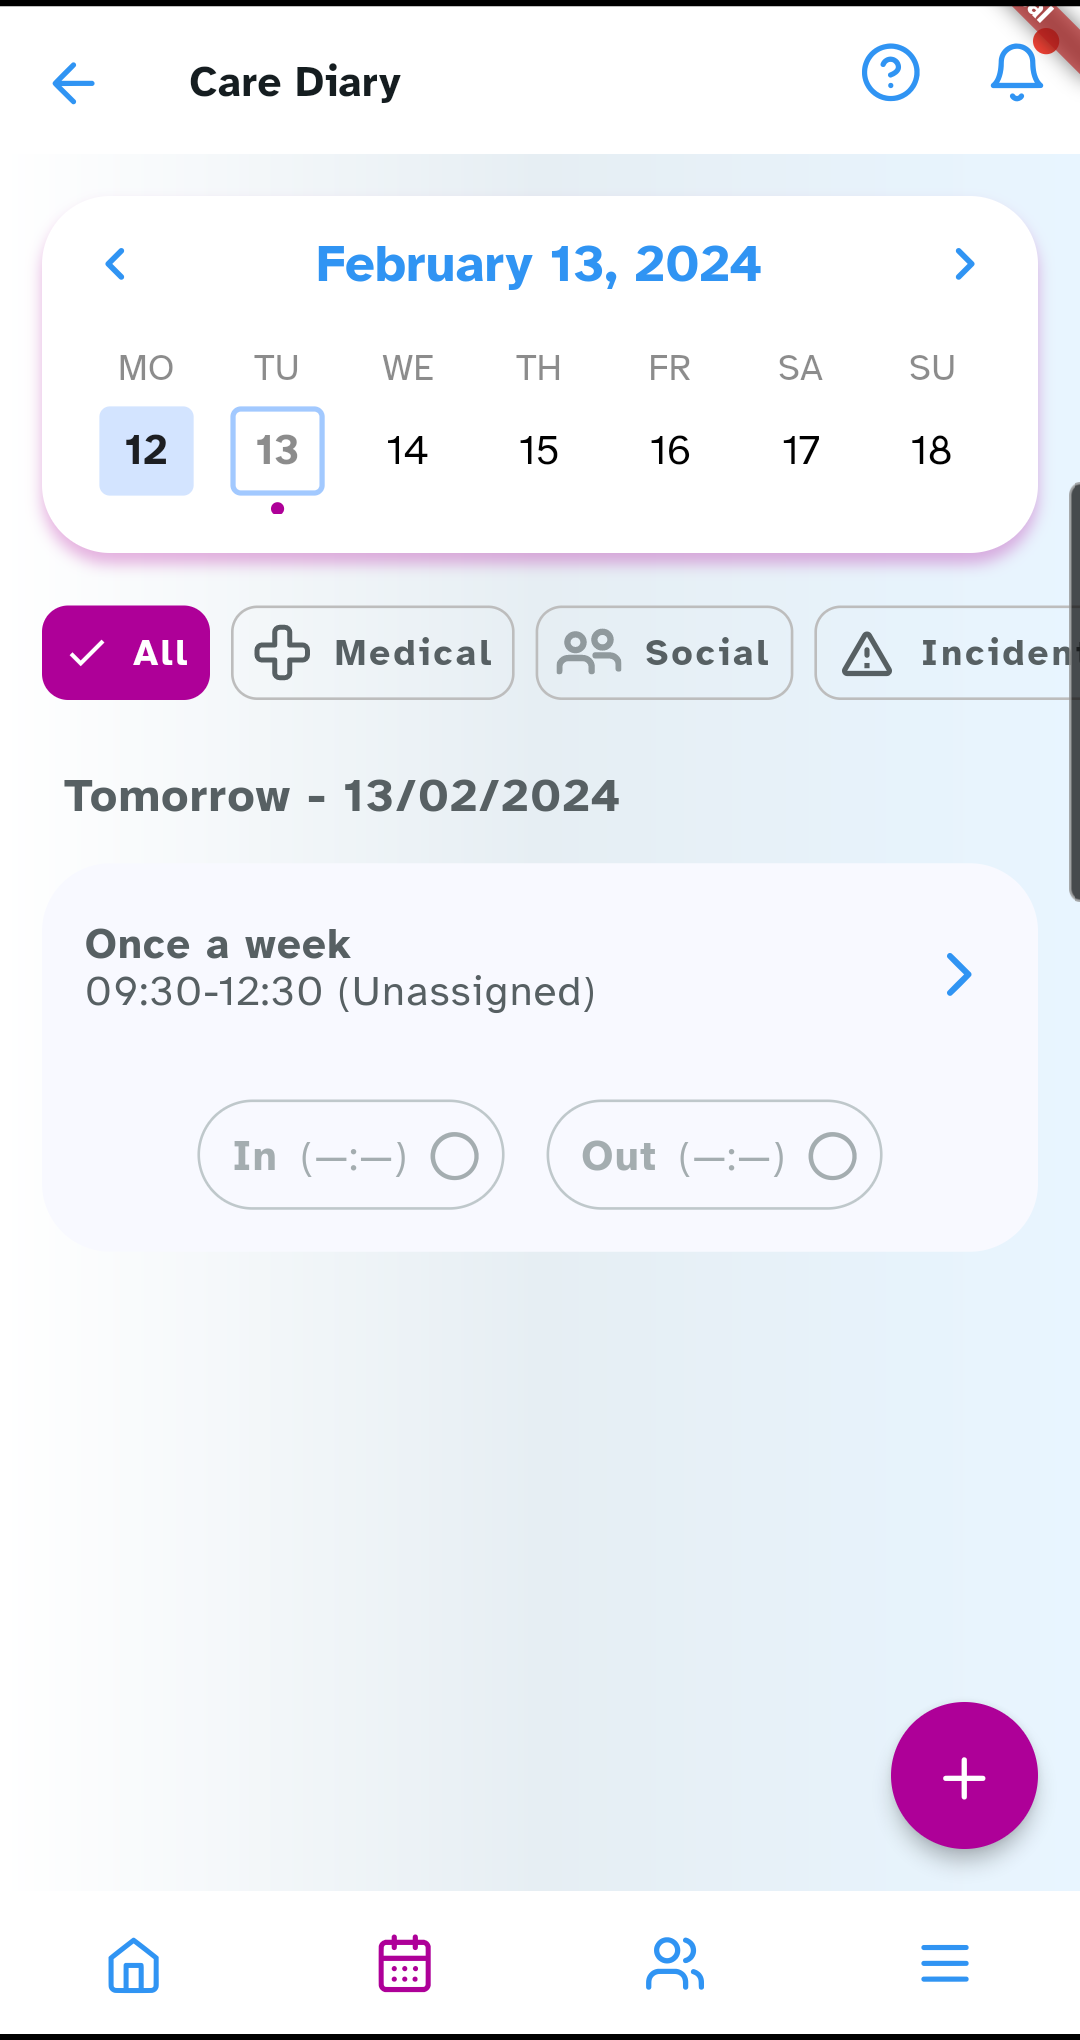 Care Diary
February 13, 2024
MO TU WE TH FR SA SU
12 13 14 15 16 17 18
All Medical Social Inciden
Tomorrow - 13/02/2024
Once a week
09:30-12:30 (Unassigned)
In (—:—) Out (—:—)